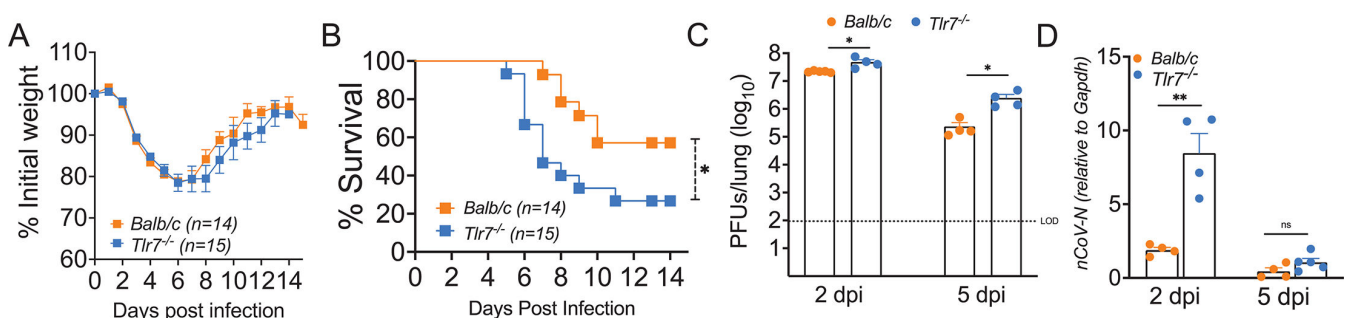 A
% Initial weight
110
100
90
80
70
60
Balb/c (n=14)
Tlr7-/- (n=15)
0 2 4 6 8 10 12 14
Days post infection
B
% Survival
100
80
60
40
20
0
Balb/c (n=14)
Tlr7-/- (n=15)
*
0 2 4 6 8 10 12 14
Days Post Infection
C
Balb/c Tlr7-/-
PFUs/lung (log10)
8
7
6
5
4
3
2
1
*
*
LOD
2 dpi 5 dpi
D
nCoV-N (relative to Gapdh)
15
10
5
0
Balb/c
Tlr7-/-
**
ns
2 dpi 5 dpi